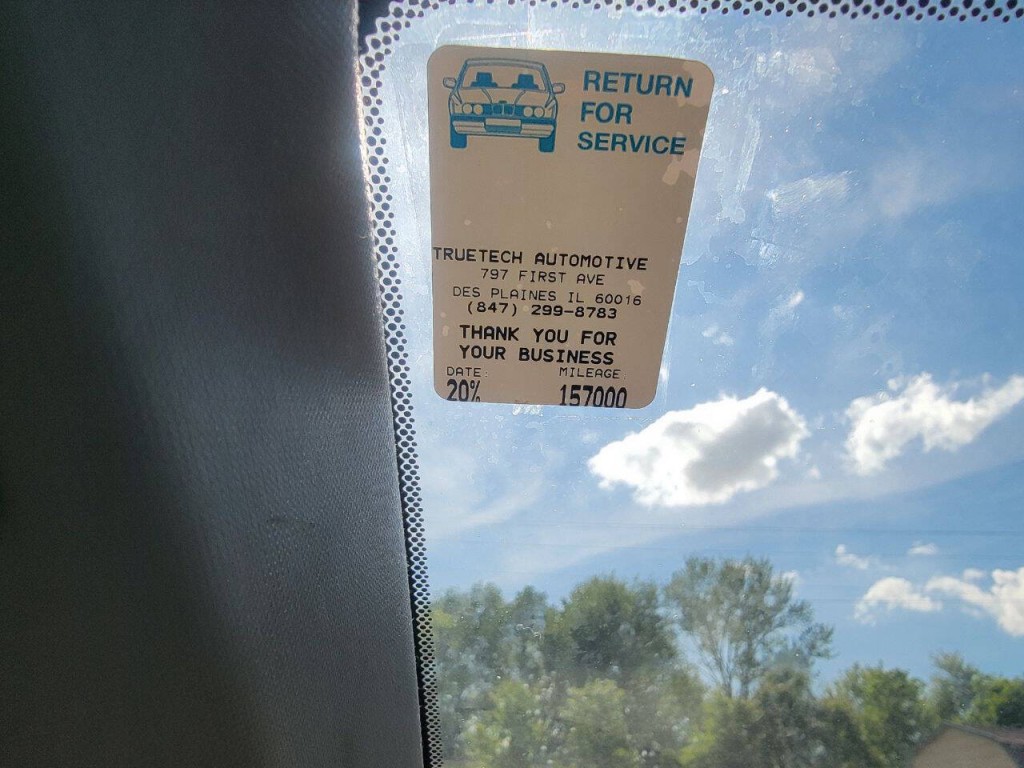 RETURN
FOR
SERVICE
TRUETECH AUTOMOTIVE
797 FIRST AVE
DES PLAINES IL 60016
(847) 299-8783
THANK YOU FOR
YOUR BUSINESS
DATE: MILEAGE:
20% 157000